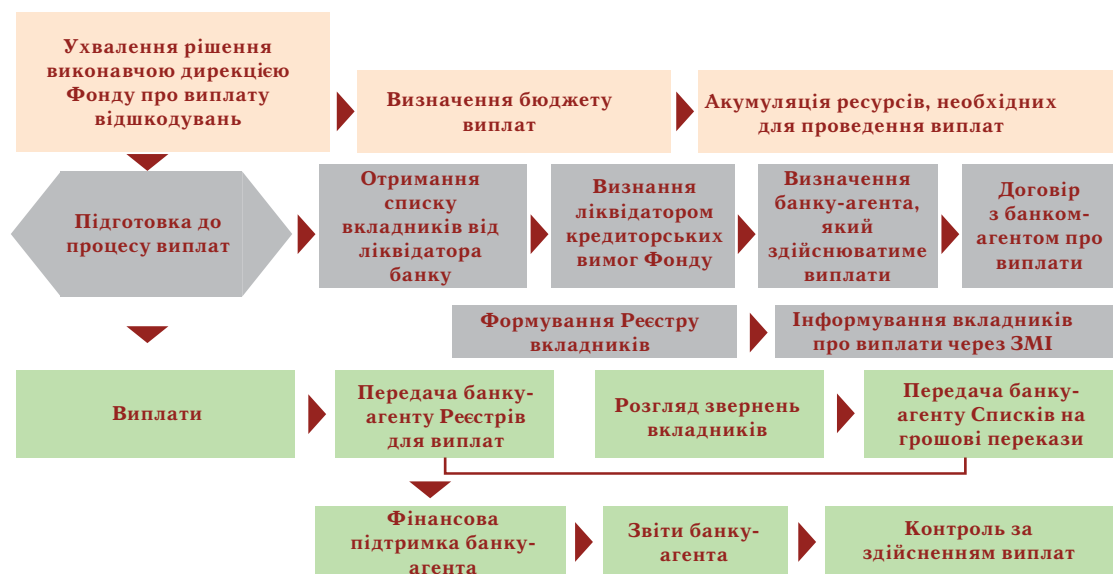 Ухвалення рішення
виконавчою дирекцією
Фонду про виплату
відшкодувань
Визначення бюджету
виплат
Акумуляція ресурсів, необхідних
для проведення виплат
Підготовка до
процесу виплат
Отримання
списку
вкладників від
ліквідатора
банку
Визнання
ліквідатором
кредиторських
вимог Фонду
Визначення
банку-агента,
який
здійснюватиме
виплати
Договір
з банком-
агентом про
виплати
Формування Реєстру
вкладників
Інформування вкладників
про виплати через ЗМІ
Виплати
Передача банку-
агенту Реєстрів
для виплат
Розгляд звернень
вкладників
Передача банку-
агенту Списків на
грошові перекази
Фінансова
підтримка банку-
агента
Звіти банку-
агента
Контроль за
здійсненням виплат